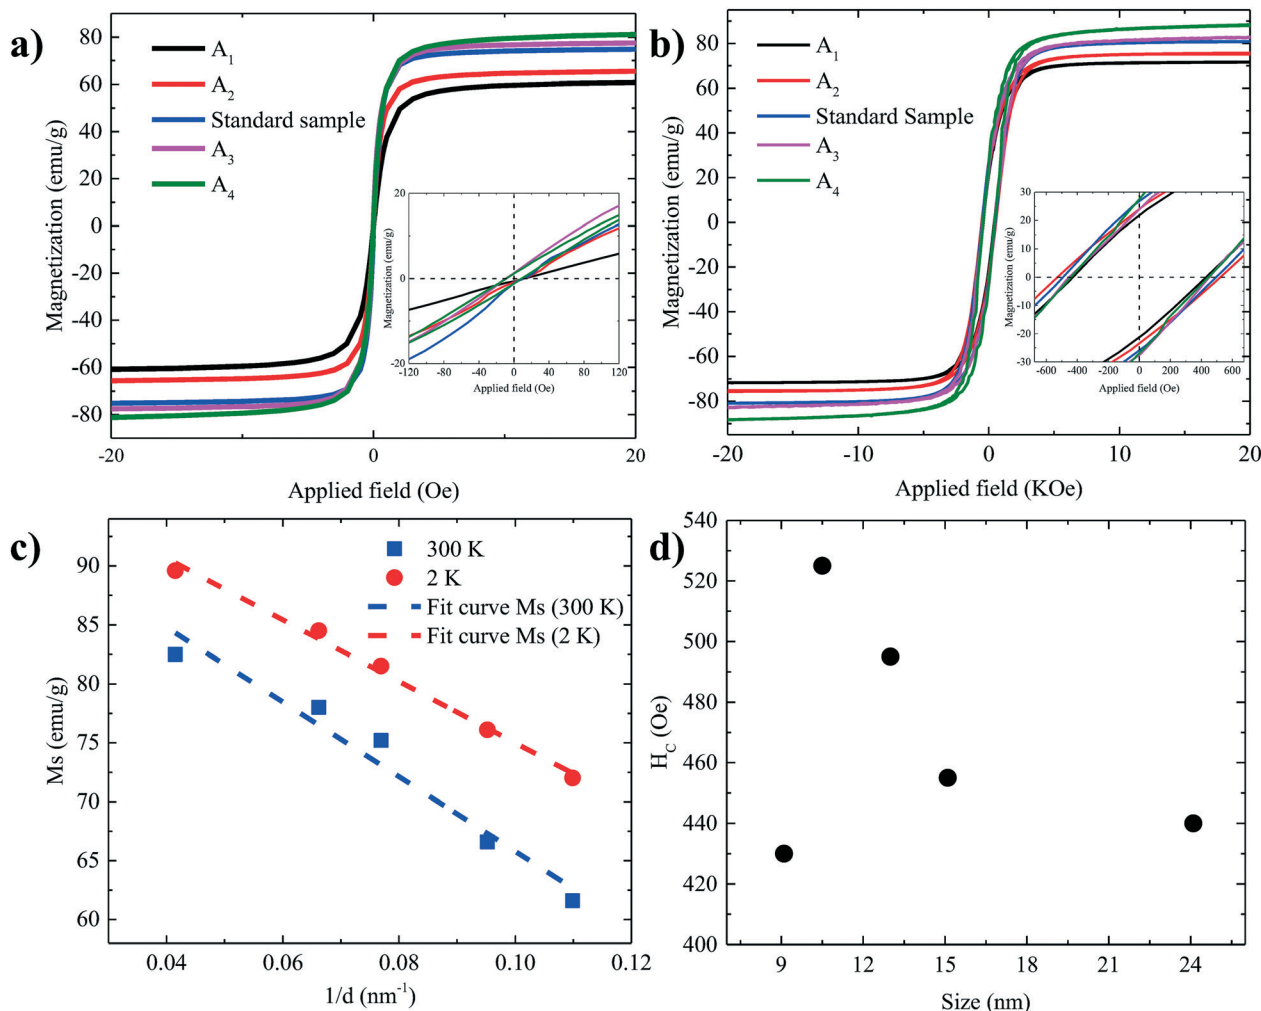 a)
A1
A2
Standard sample
A3
A4
Magnetization (emu/g)
80
60
40
20
0
-20
-40
-60
-80
-20
0
20
Applied field (Oe)
Magnetization (emu/g)
20
10
0
-10
-20
-120
-80
-40
0
40
80
120
Applied field (Oe)
b)
A1
A2
Standard Sample
A3
A4
Magnetization (emu/g)
80
60
40
20
0
-20
-40
-60
-80
-20
-10
0
10
20
Applied field (KOe)
Magnetization (emu/g)
30
20
10
0
-10
-20
-30
-600
-400
-200
0
200
400
600
Applied field (Oe)
c)
300 K
2 K
Fit curve Ms (300 K)
Fit curve Ms (2 K)
Ms (emu/g)
90
85
80
75
70
65
60
0.04
0.06
0.08
0.10
0.12
1/d (nm-1)
d)
HC (Oe)
540
520
500
480
460
440
420
400
9
12
15
18
21
24
Size (nm)